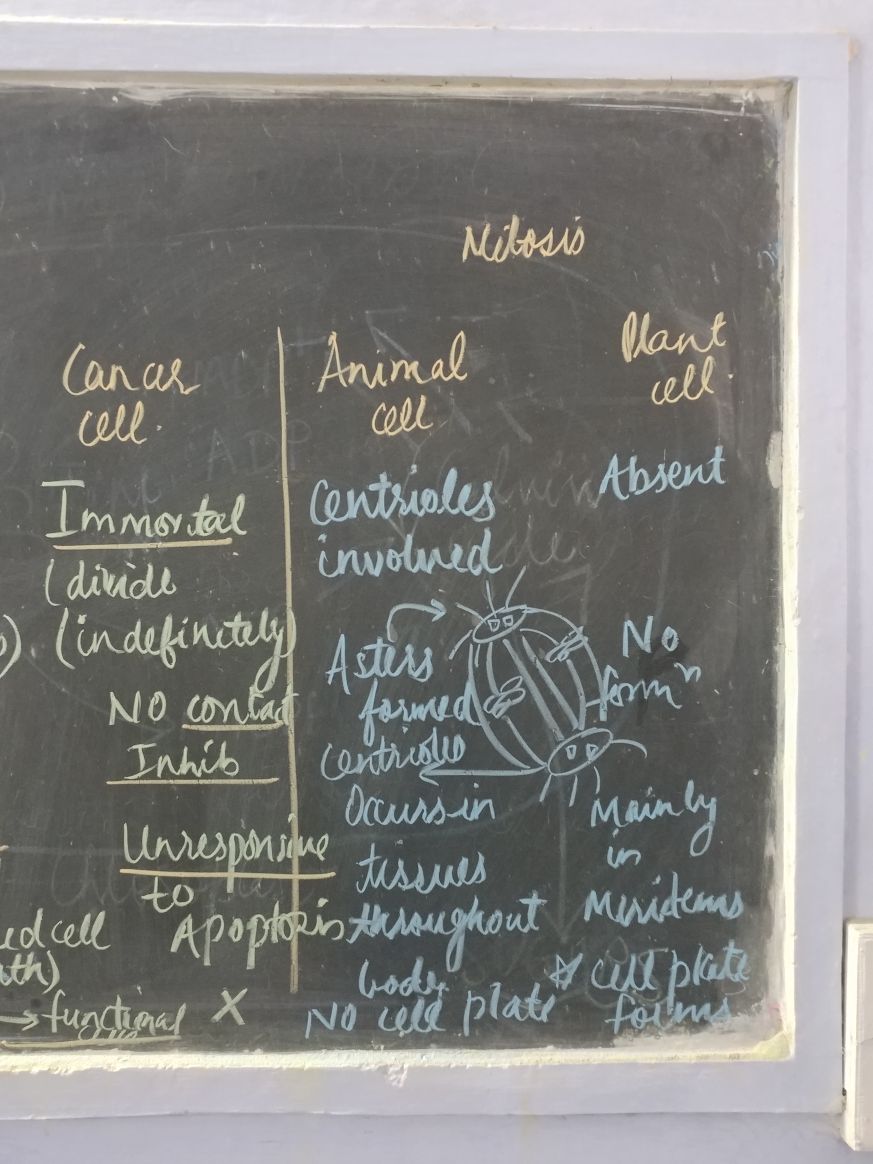 Mitosis
Cancer
cell.
Immortal
(divide
(indefinitely)
NO contact
Inhib
Unresponsive
to
Apoptosis
ed cell
ath)
→ functional X
Animal
cell
Plant
cell.
Centrioles
involved
Absent
Asters
formed
No
formⁿ
Centrioles
Occurs in
tissues
throughout
body
Mainly
in
Meristems
NO cell plate
* cell plate
forms